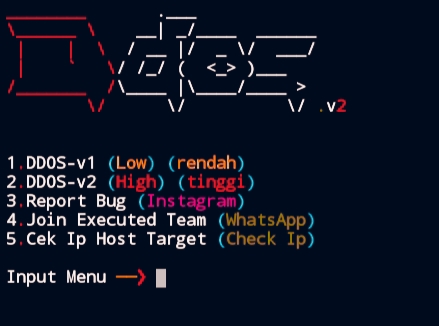 Ddos
.v2
1.DDOS-v1 (Low) (rendah)
2.DDOS-v2 (High) (tinggi)
3.Report Bug (Instagram)
4.Join Executed Team (WhatsApp)
5.Cek Ip Host Target (Check Ip)
Input Menu —>